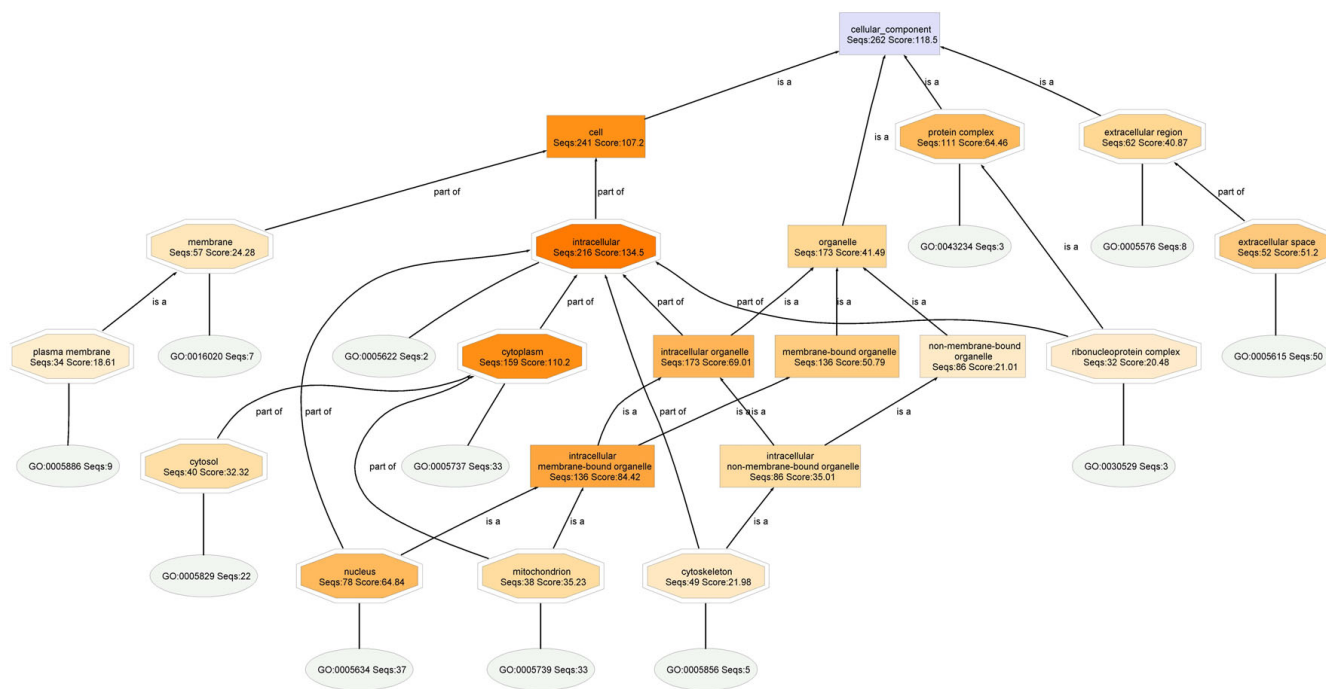 cellular_component
Seqs:262 Score:118.5
is a
is a
is a
is a
cell
Seqs:241 Score:107.2
protein complex
Seqs:111 Score:64.46
extracellular region
Seqs:62 Score:40.87
part of
part of
part of
membrane
Seqs:57 Score:24.28
intracellular
Seqs:216 Score:134.5
organelle
Seqs:173 Score:41.49
GO:0043234 Seqs:3
GO:0005576 Seqs:8
extracellular space
Seqs:52 Score:51.2
is a
is a
part of
part of
part of
is a
is a
is a
plasma membrane
Seqs:34 Score:18.61
GO:0016020 Seqs:7
GO:0005622 Seqs:2
cytoplasm
Seqs:159 Score:110.2
intracellular organelle
Seqs:173 Score:69.01
membrane-bound organelle
Seqs:136 Score:50.79
non-membrane-bound
organelle
Seqs:86 Score:21.01
ribonucleoprotein complex
Seqs:32 Score:20.48
GO:0005615 Seqs:50
part of
part of
part of
is a
is a
is a
is a
GO:0005886 Seqs:9
cytosol
Seqs:40 Score:32.32
part of
GO:0005737 Seqs:33
intracellular
membrane-bound organelle
Seqs:136 Score:84.42
intracellular
non-membrane-bound organelle
Seqs:86 Score:35.01
GO:0030529 Seqs:3
is a
is a
is a
GO:0005829 Seqs:22
nucleus
Seqs:78 Score:64.84
mitochondrion
Seqs:38 Score:35.23
cytoskeleton
Seqs:49 Score:21.98
GO:0005634 Seqs:37
GO:0005739 Seqs:33
GO:0005856 Seqs:5